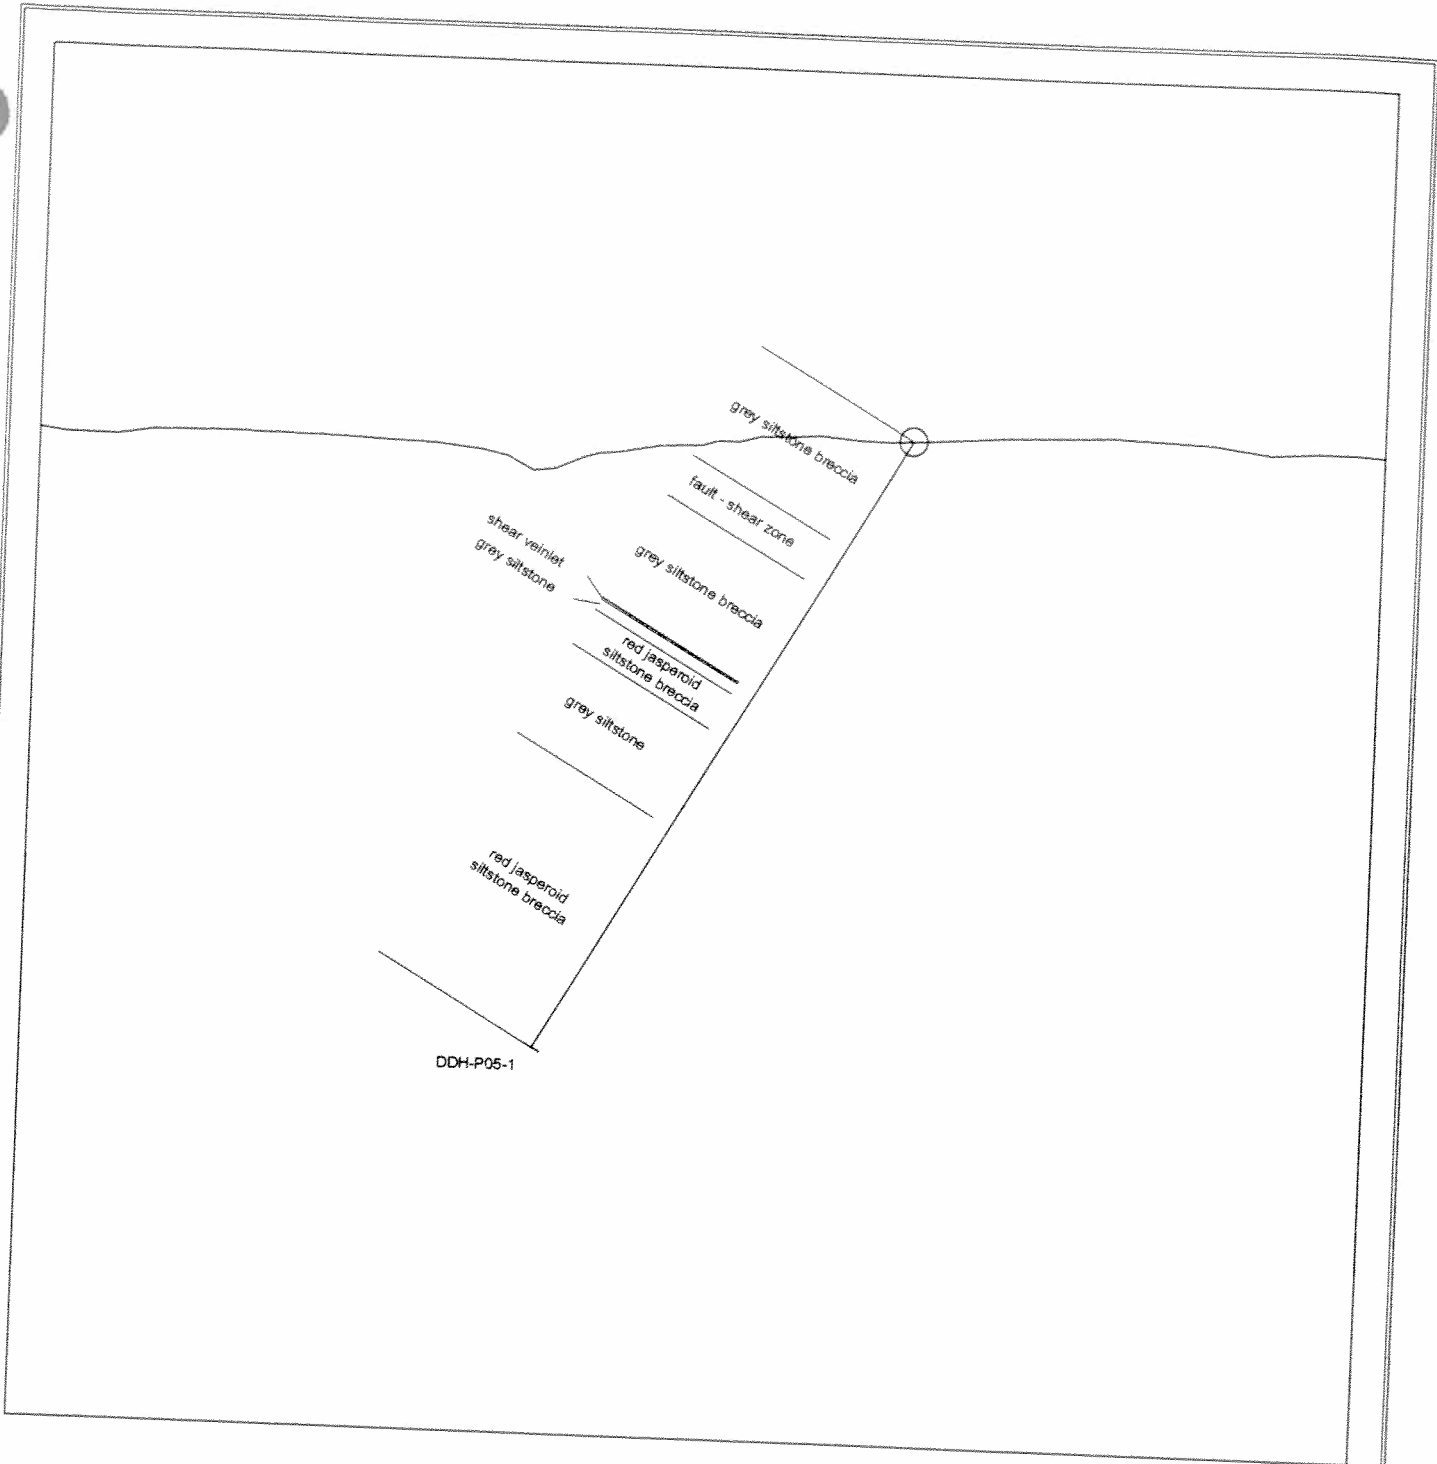 grey siltstone breccia
fault - shear zone
shear veinlet
grey siltstone
grey siltstone breccia
red jasperoid
siltstone breccia
grey siltstone
red jasperoid
siltstone breccia
DDH-P05-1